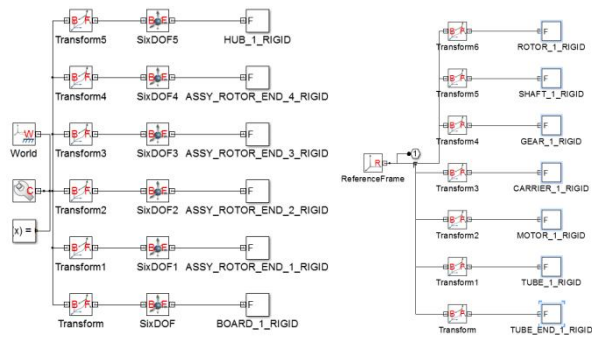 B F B F F
Transform5 SixDOF5 HUB_1_RIGID
B F B F F
Transform4 SixDOF4 ASSY_ROTOR_END_4_RIGID
W B F B F F
World Transform3 SixDOF3 ASSY_ROTOR_END_3_RIGID
C B F B F F
Transform2 SixDOF2 ASSY_ROTOR_END_2_RIGID
x) =
B F B F F
Transform1 SixDOF1 ASSY_ROTOR_END_1_RIGID
B F B F F
Transform SixDOF BOARD_1_RIGID
B F F
Transform6 ROTOR_1_RIGID
B F F
Transform5 SHAFT_1_RIGID
B F F
Transform4 GEAR_1_RIGID
R 1
F
ReferenceFrame
B F F
Transform3 CARRIER_1_RIGID
B F F
Transform2 MOTOR_1_RIGID
B F F
Transform1 TUBE_1_RIGID
B F F
Transform TUBE_END_1_RIGID